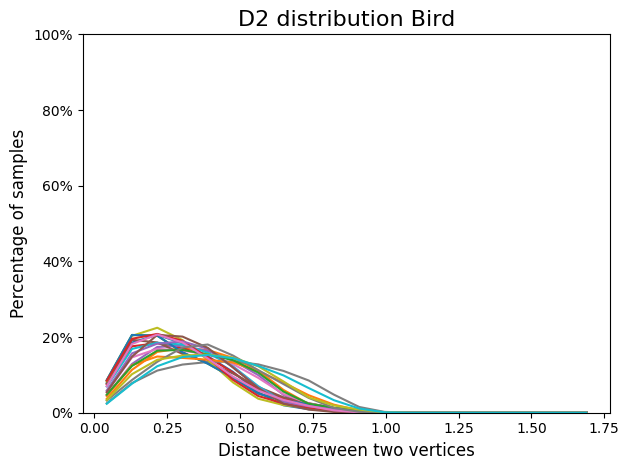 D2 distribution Bird
100%
80%
60%
40%
20%
0%
Percentage of samples
0.00 0.25 0.50 0.75 1.00 1.25 1.50 1.75
Distance between two vertices